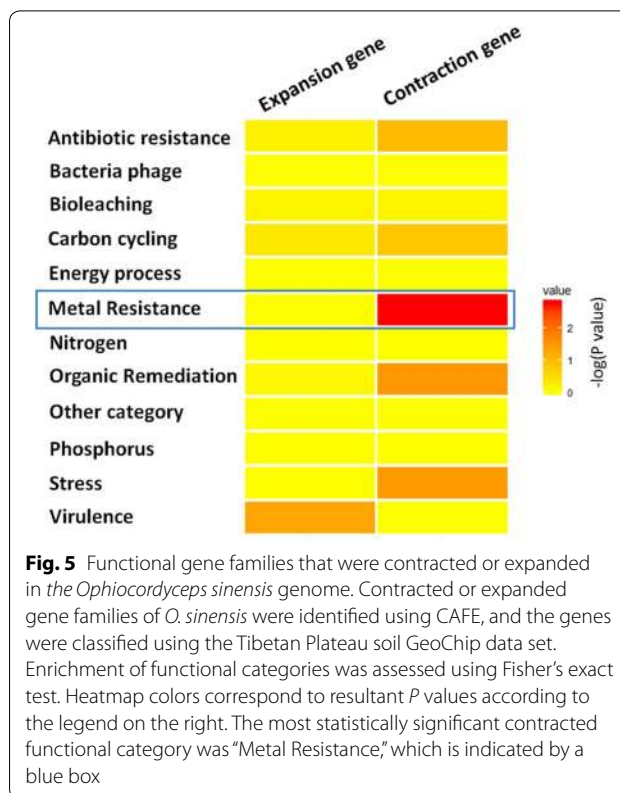 Expansion gene
Contraction gene
Antibiotic resistance
Bacteria phage
Bioleaching
Carbon cycling
Energy process
Metal Resistance
Nitrogen
Organic Remediation
Other category
Phosphorus
Stress
Virulence
value
2
1
0
-log(P value)
Fig. 5 Functional gene families that were contracted or expanded
in the Ophiocordyceps sinensis genome. Contracted or expanded
gene families of O. sinensis were identified using CAFE, and the genes
were classified using the Tibetan Plateau soil GeoChip data set.
Enrichment of functional categories was assessed using Fisher’s exact
test. Heatmap colors correspond to resultant P values according to
the legend on the right. The most statistically significant contracted
functional category was “Metal Resistance,” which is indicated by a
blue box